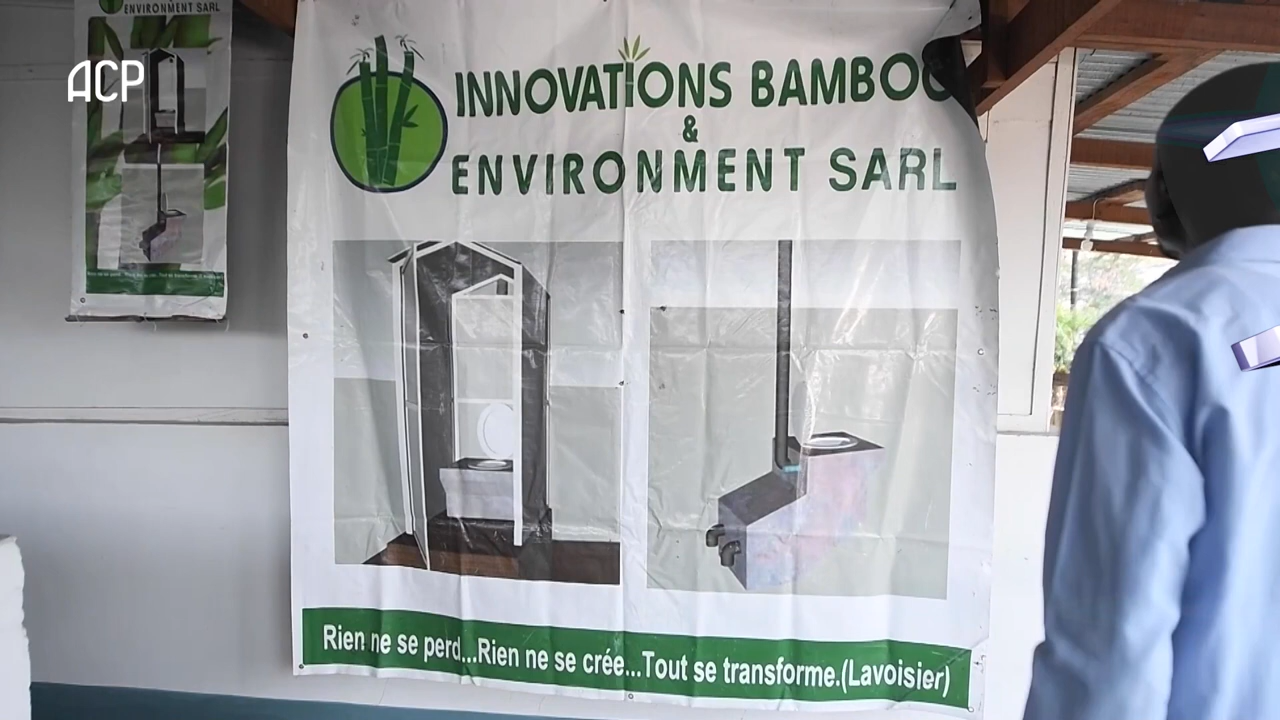 ENVIRONMENT SARL
ACP
INNOVATIONS BAMBOO
&
ENVIRONMENT SARL
Rien ne se perd...Rien ne se crée...Tout se transforme.(Lavoisier)